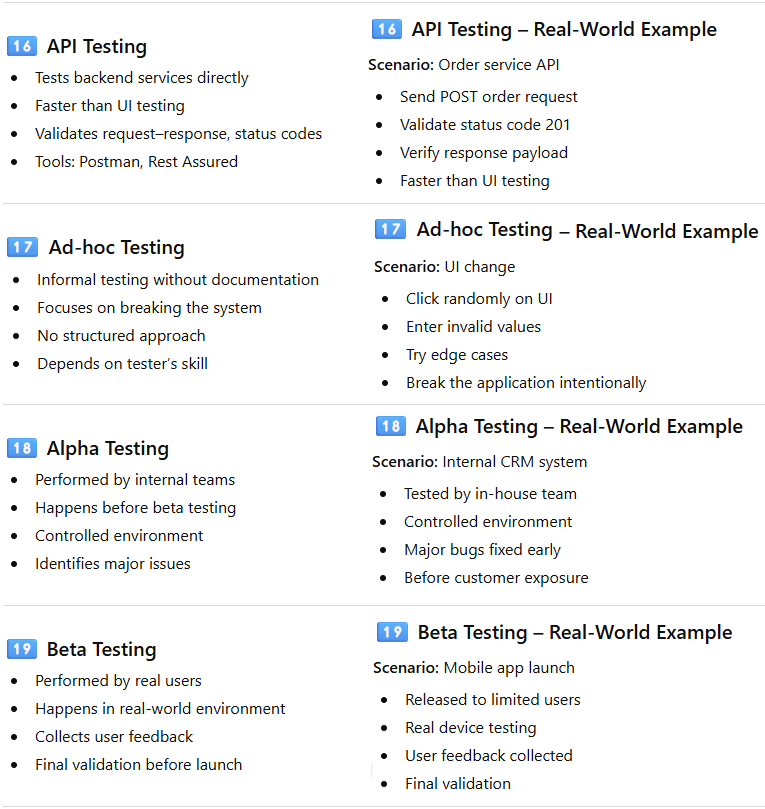 16 API Testing
• Tests backend services directly
• Faster than UI testing
• Validates request–response, status codes
• Tools: Postman, Rest Assured
16 API Testing – Real-World Example
Scenario: Order service API
• Send POST order request
• Validate status code 201
• Verify response payload
• Faster than UI testing
17 Ad-hoc Testing
• Informal testing without documentation
• Focuses on breaking the system
• No structured approach
• Depends on tester’s skill
17 Ad-hoc Testing – Real-World Example
Scenario: UI change
• Click randomly on UI
• Enter invalid values
• Try edge cases
• Break the application intentionally
18 Alpha Testing
• Performed by internal teams
• Happens before beta testing
• Controlled environment
• Identifies major issues
18 Alpha Testing – Real-World Example
Scenario: Internal CRM system
• Tested by in-house team
• Controlled environment
• Major bugs fixed early
• Before customer exposure
19 Beta Testing
• Performed by real users
• Happens in real-world environment
• Collects user feedback
• Final validation before launch
19 Beta Testing – Real-World Example
Scenario: Mobile app launch
• Released to limited users
• Real device testing
• User feedback collected
• Final validation